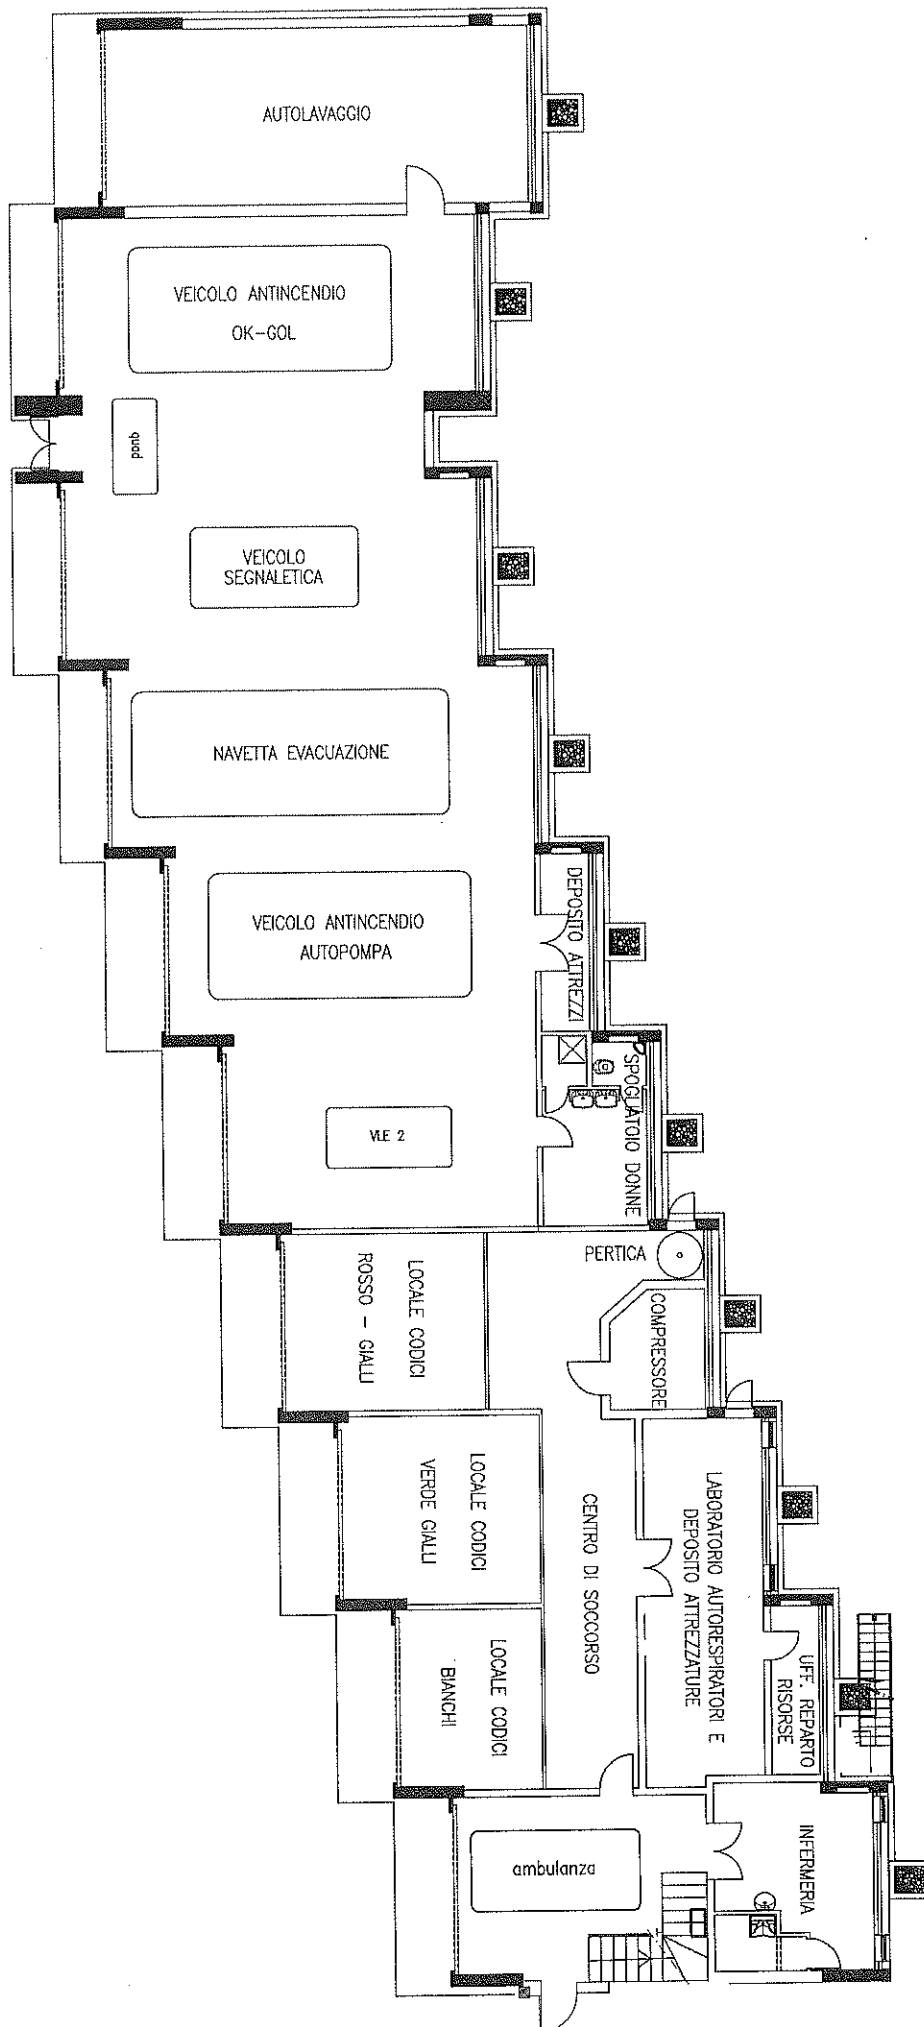 AUTOLAVAGGIO
VEICOLO ANTINCENDIO
OK-GOL
quad
VEICOLO
SEGNALETICA
NAVETTA EVACUAZIONE
VEICOLO ANTINCENDIO
AUTOPOMPA
DEPOSITO ATTREZZI
SPOGLIATOIO DONNE
VLE 2
PERTICA
LOCALE CODICI
ROSSO - GIALLI
COMPRESSORE
LOCALE CODICI
VERDE GIALLI
CENTRO DI SOCCORSO
LABORATORIO AUTORESPIRATORI E
DEPOSITO ATTREZZATURE
LOCALE CODICI
BIANCHI
UFF. REPARTO
RISORSE
ambulanza
INFERMERIA